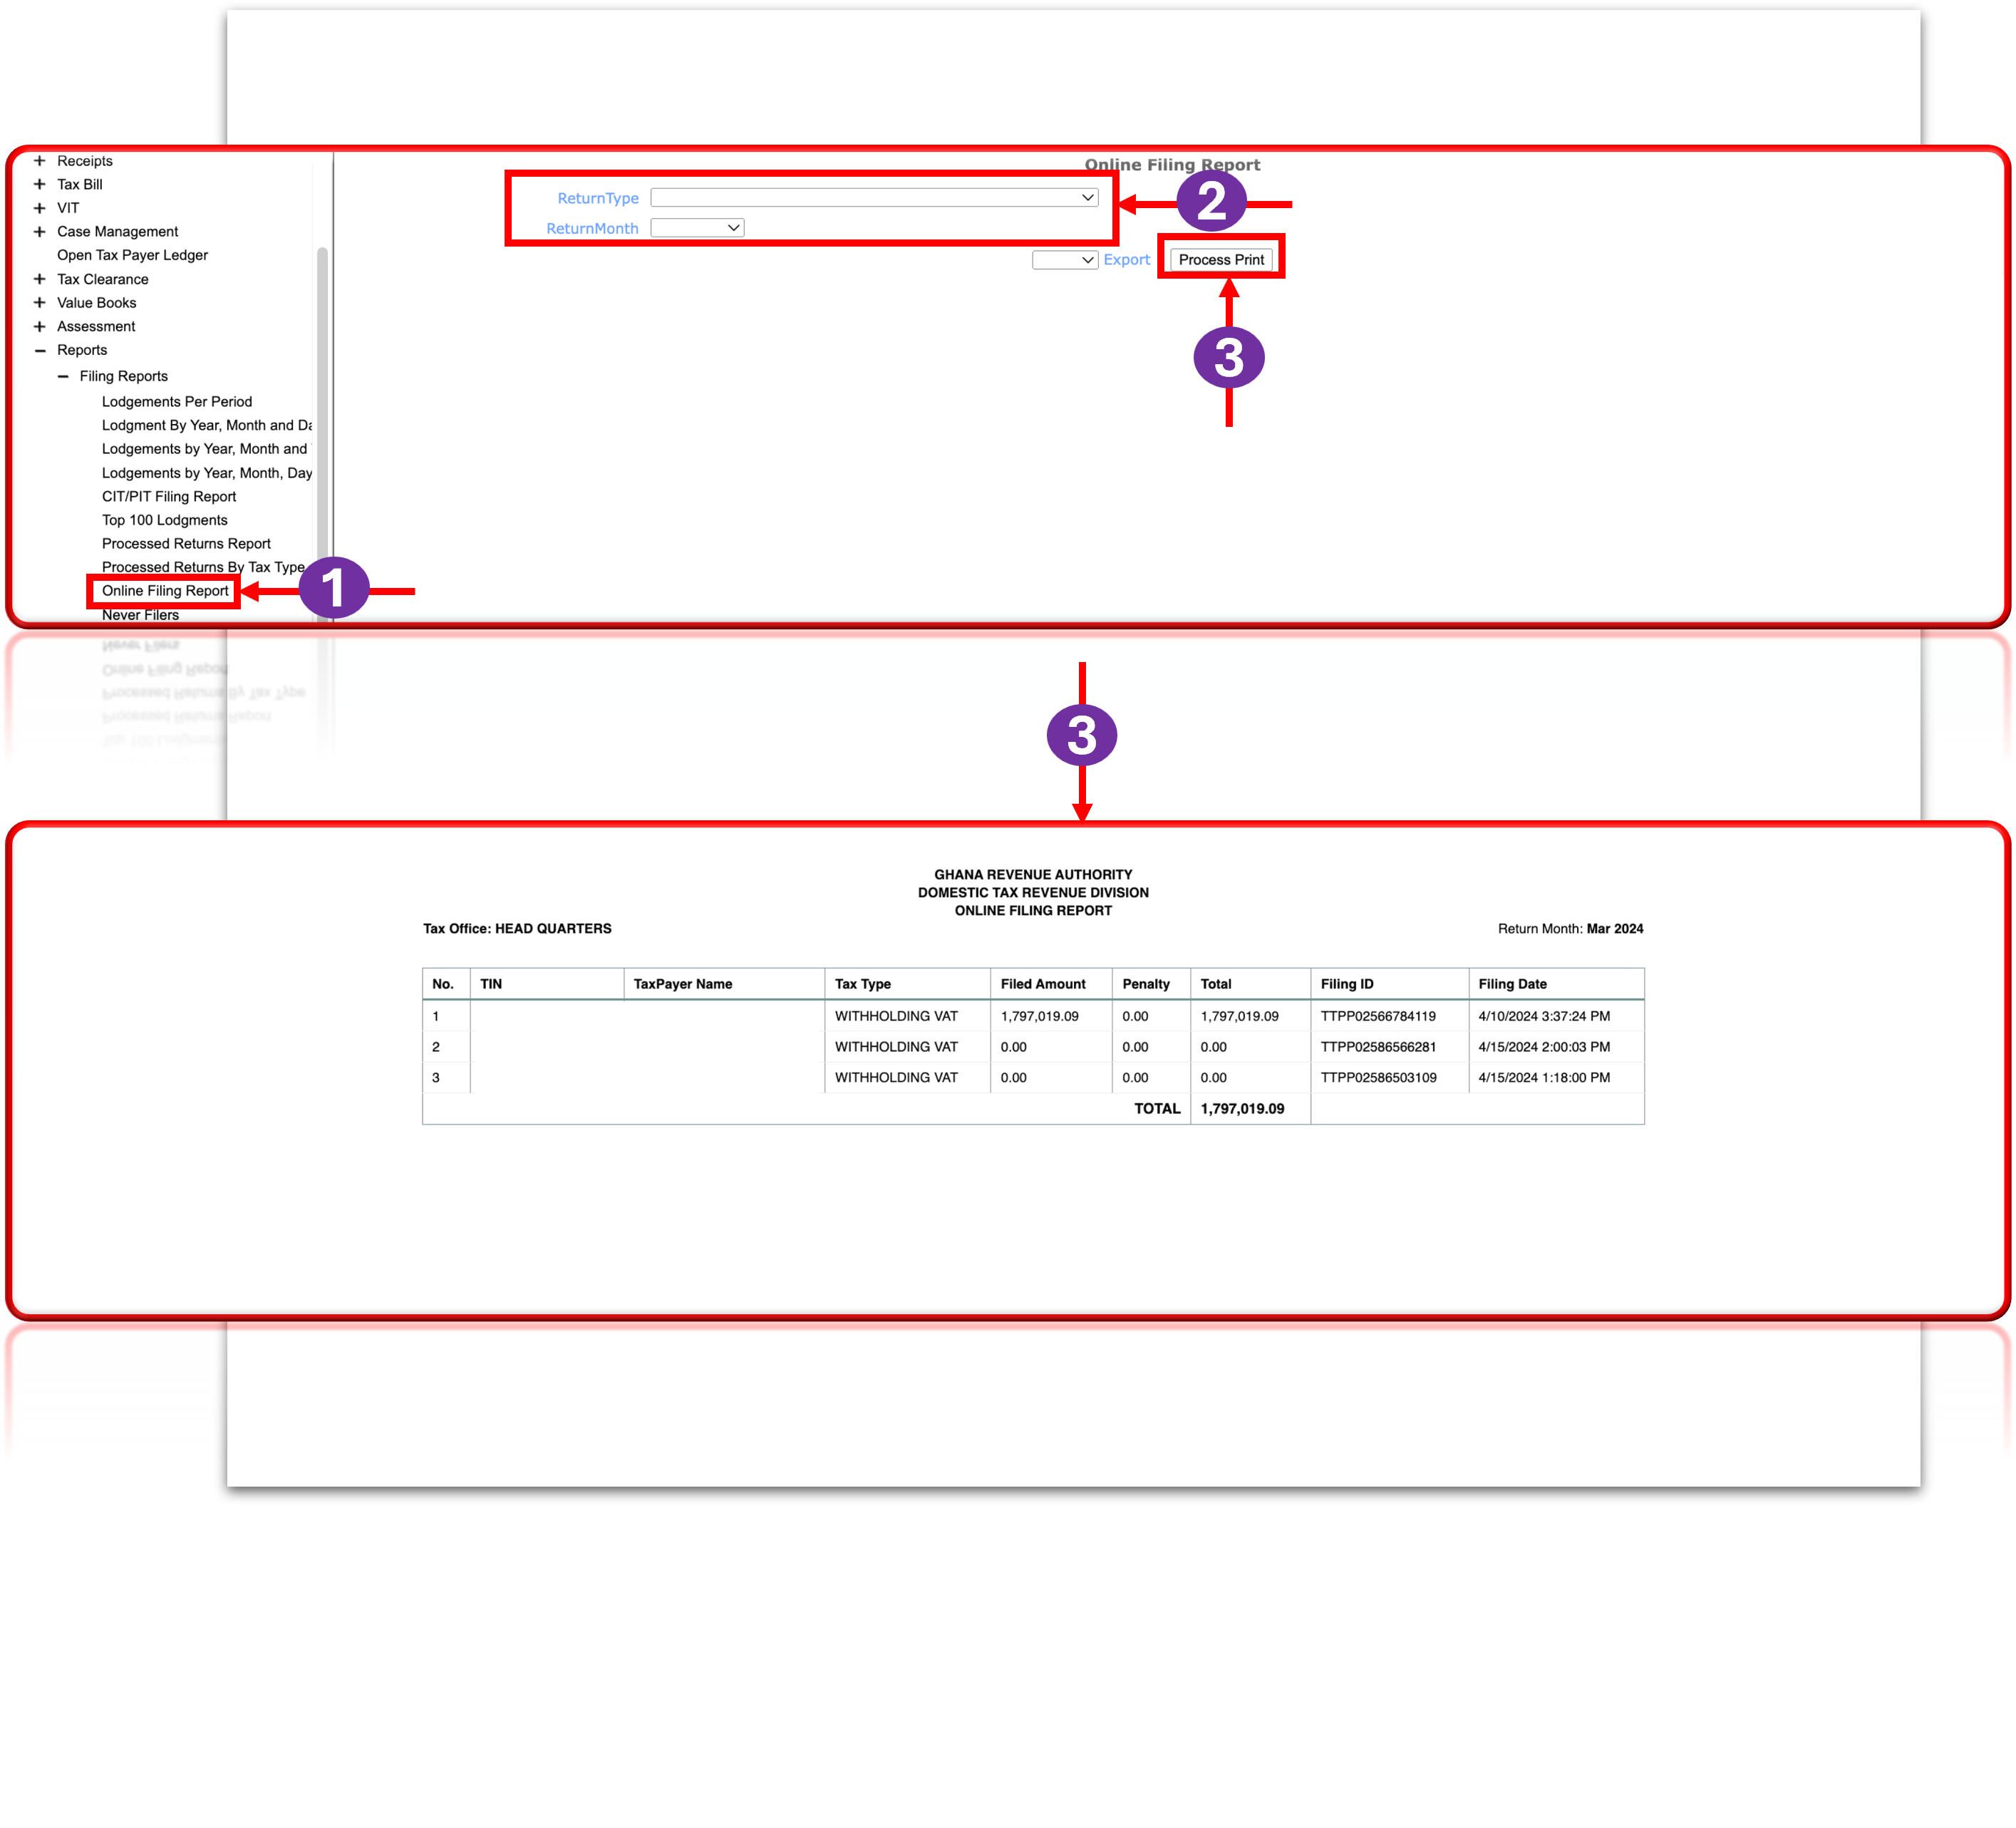 Receipts
Tax Bill
VIT
Case Management
Open Tax Payer Ledger
Tax Clearance
Value Books
Assessment
Reports
Filing Reports
Lodgements Per Period
Lodgment By Year, Month and Da
Lodgements by Year, Month and
Lodgements by Year, Month, Day
CIT/PIT Filing Report
Top 100 Lodgments
Processed Returns Report
Processed Returns By Tax Type
Online Filing Report
Never Filers
1
Online Filing Report
ReturnType
ReturnMonth
2
Export Process Print
3
3
GHANA REVENUE AUTHORITY
DOMESTIC TAX REVENUE DIVISION
ONLINE FILING REPORT
Tax Office: HEAD QUARTERS Return Month: Mar 2024
No. TIN TaxPayer Name Tax Type Filed Amount Penalty Total Filing ID Filing Date
1 WITHHOLDING VAT 1,797,019.09 0.00 1,797,019.09 TTPP02566784119 4/10/2024 3:37:24 PM
2 WITHHOLDING VAT 0.00 0.00 0.00 TTPP02586566281 4/15/2024 2:00:03 PM
3 WITHHOLDING VAT 0.00 0.00 0.00 TTPP02586503109 4/15/2024 1:18:00 PM
TOTAL 1,797,019.09